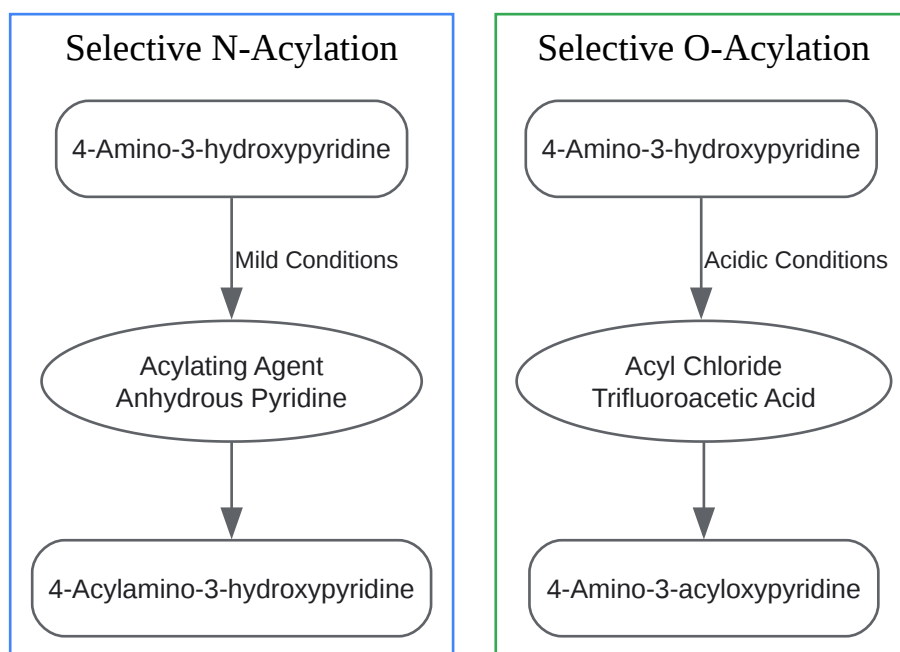 Selective N-Acylation
4-Amino-3-hydroxypyridine
Mild Conditions
Acylating Agent
Anhydrous Pyridine
4-Acylamino-3-hydroxypyridine
Selective O-Acylation
4-Amino-3-hydroxypyridine
Acidic Conditions
Acyl Chloride
Trifluoroacetic Acid
4-Amino-3-acyloxypyridine